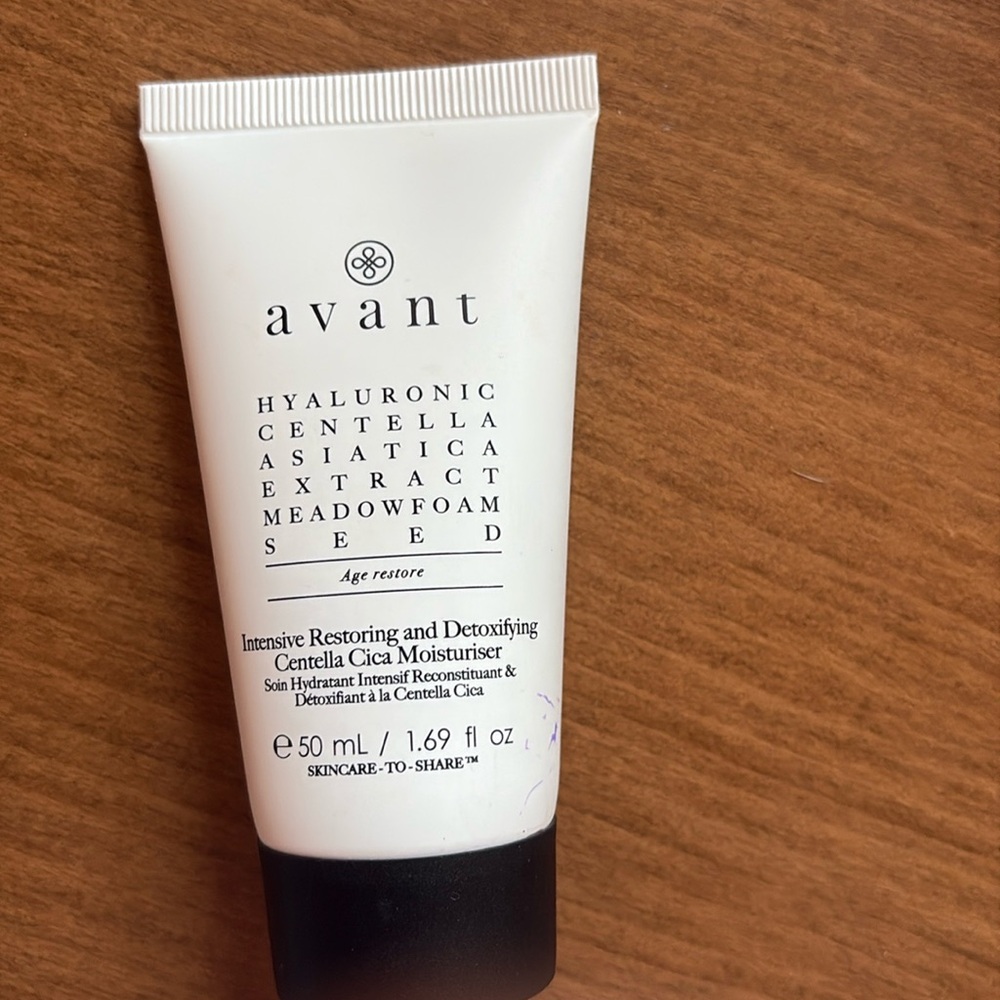 avant
HYALURONIC
CENTELLA
ASIATICA
EXTRACT
MEADOWFOAM
SEED
Age restore
Intensive Restoring and Detoxifying
Centella Cica Moisturiser
Soin Hydratant Intensif Reconstituant &
Détoxifiant à la Centella Cica
℮ 50 mL / 1.69 fl oz
SKINCARE-TO-SHARE™